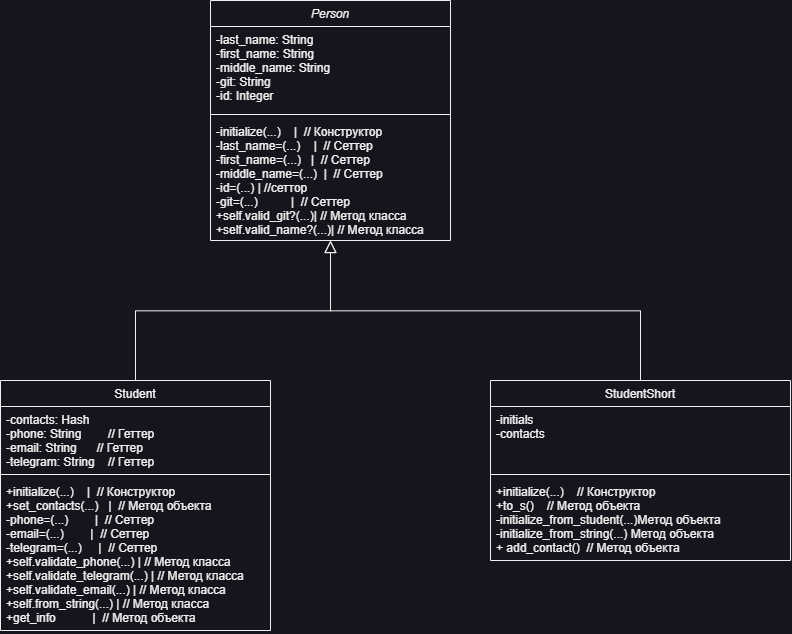 Person
-last_name: String
-first_name: String
-middle_name: String
-git: String
-id: Integer
-initialize(...) | // Конструктор
-last_name=(...) | // Сеттер
-first_name=(...) | // Сеттер
-middle_name=(...) | // Сеттер
-id=(...) | //сеттор
-git=(...) | // Сеттер
+self.valid_git?(...)| // Метод класса
+self.valid_name?(...)| // Метод класса
Student
-contacts: Hash
-phone: String // Геттер
-email: String // Геттер
-telegram: String // Геттер
+initialize(...) | // Конструктор
+set_contacts(...) | // Метод объекта
-phone=(...) | // Сеттер
-email=(...) | // Сеттер
-telegram=(...) | // Сеттер
+self.validate_phone(...) | // Метод класса
+self.validate_telegram(...) | // Метод класса
+self.validate_email(...) | // Метод класса
+self.from_string(...) | // Метод класса
+get_info | // Метод объекта
StudentShort
-initials
-contacts
+initialize(...) // Конструктор
+to_s() // Метод объекта
-initialize_from_student(...)Метод объекта
-initialize_from_string(...) Метод объекта
+ add_contact() // Метод объекта